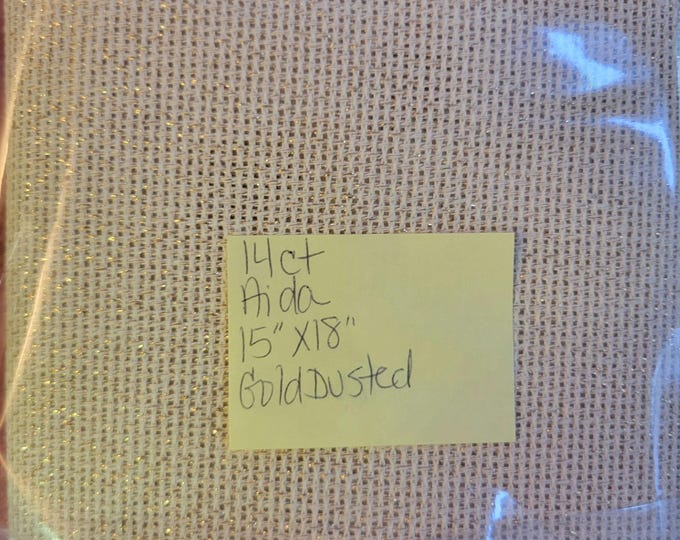 14ct
Aida
15" X18"
Gold Dusted